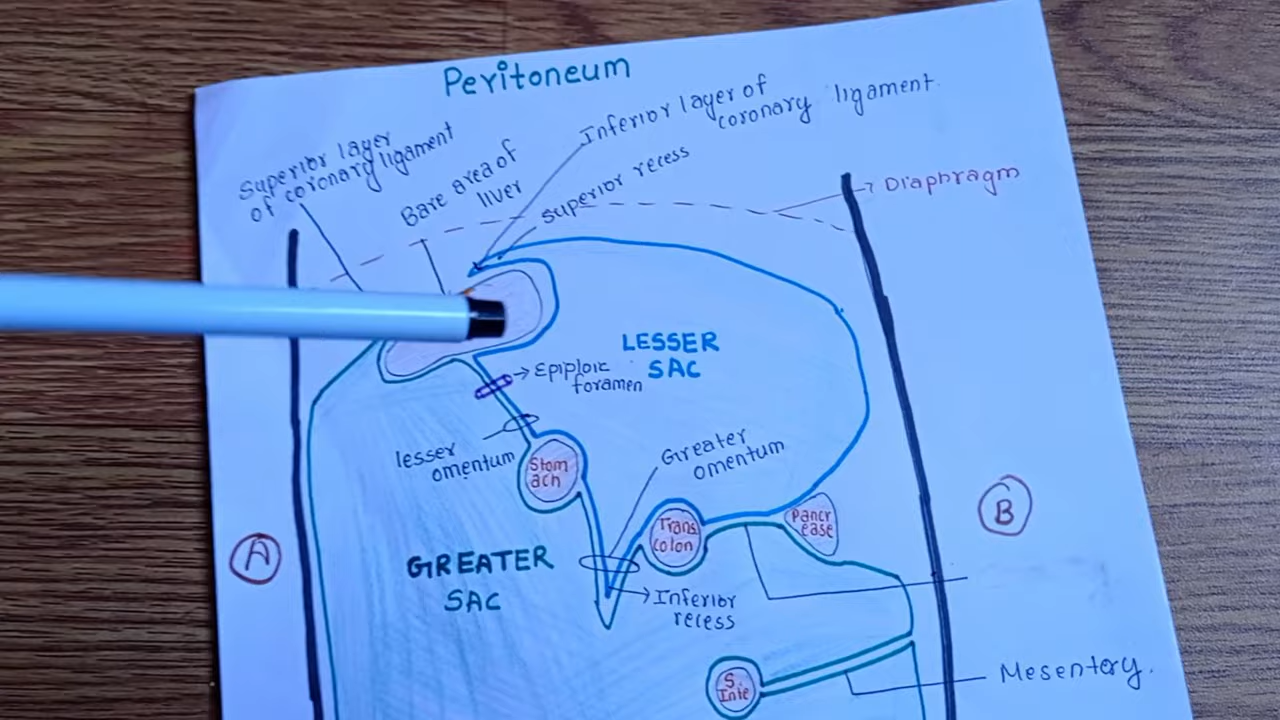 Peritoneum
Superior layer
of coronary ligament
Bare area of
liver
Inferior layer of
coronary ligament.
Superior recess
Diaphragm
LESSER
SAC
Epiploic
foramen
lesser
omentum
Stom
ach
Greater
omentum
Trans
Colon
Pancr
ease
A
B
GREATER
SAC
Inferior
recess
S.
Inte
Mesentery.